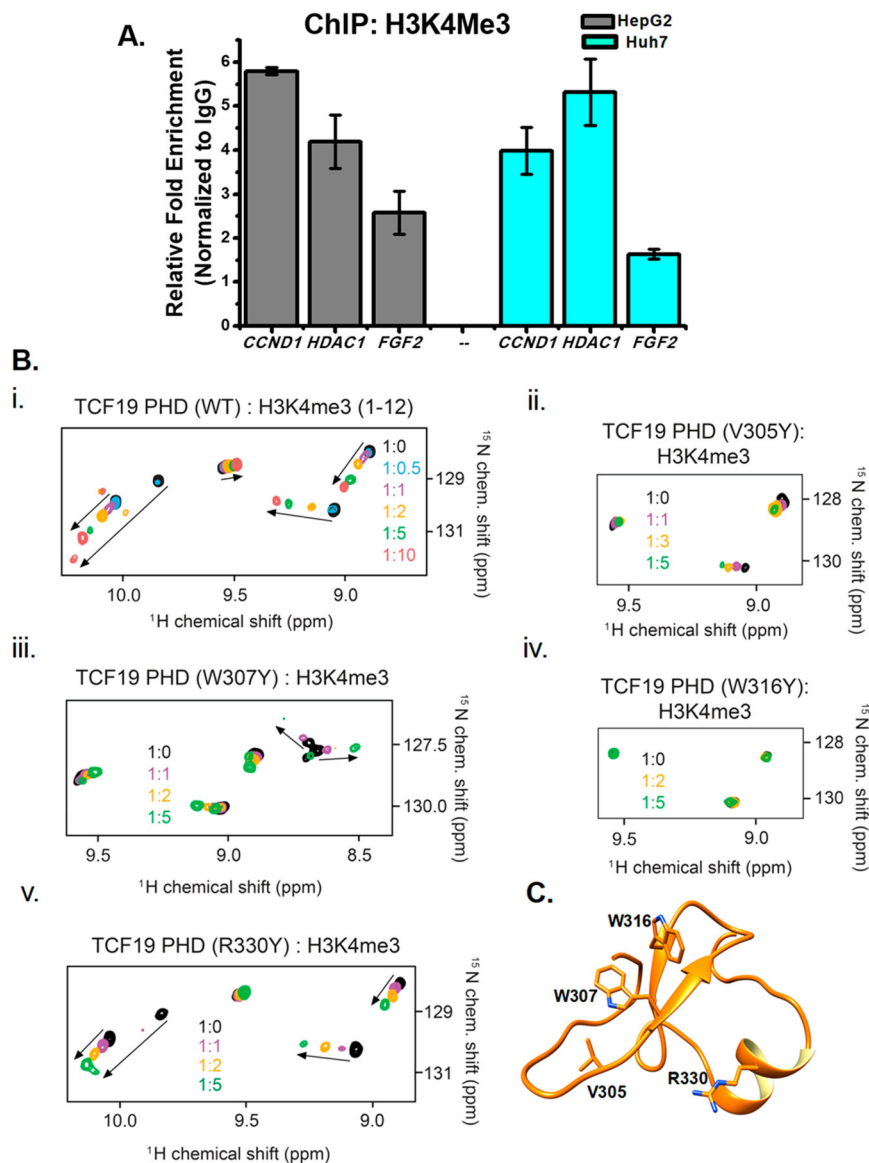 A.
ChIP: H3K4Me3
HepG2
Huh7
Relative Fold Enrichment
(Normalized to IgG)
6
5
4
3
2
1
0
CCND1 HDAC1 FGF2 -- CCND1 HDAC1 FGF2
B.
i.
TCF19 PHD (WT) : H3K4me3 (1-12)
1:0
1:0.5
1:1
1:2
1:5
1:10
129
131
15 N chem. shift (ppm)
10.0 9.5 9.0
1H chemical shift (ppm)
ii.
TCF19 PHD (V305Y):
H3K4me3
1:0
1:1
1:3
1:5
128
130
15 N chem. shift (ppm)
9.5 9.0
1H chemical shift (ppm)
iii.
TCF19 PHD (W307Y) : H3K4me3
1:0
1:1
1:2
1:5
127.5
130.0
15 N chem. shift (ppm)
9.5 9.0 8.5
1H chemical shift (ppm)
iv.
TCF19 PHD (W316Y):
H3K4me3
1:0
1:2
1:5
128
130
15 N chem. shift (ppm)
9.5 9.0
1H chemical shift (ppm)
v.
TCF19 PHD (R330Y) : H3K4me3
1:0
1:1
1:2
1:5
129
131
15 N chem. shift (ppm)
10.0 9.5 9.0
1H chemical shift (ppm)
C.
W316
W307
V305
R330